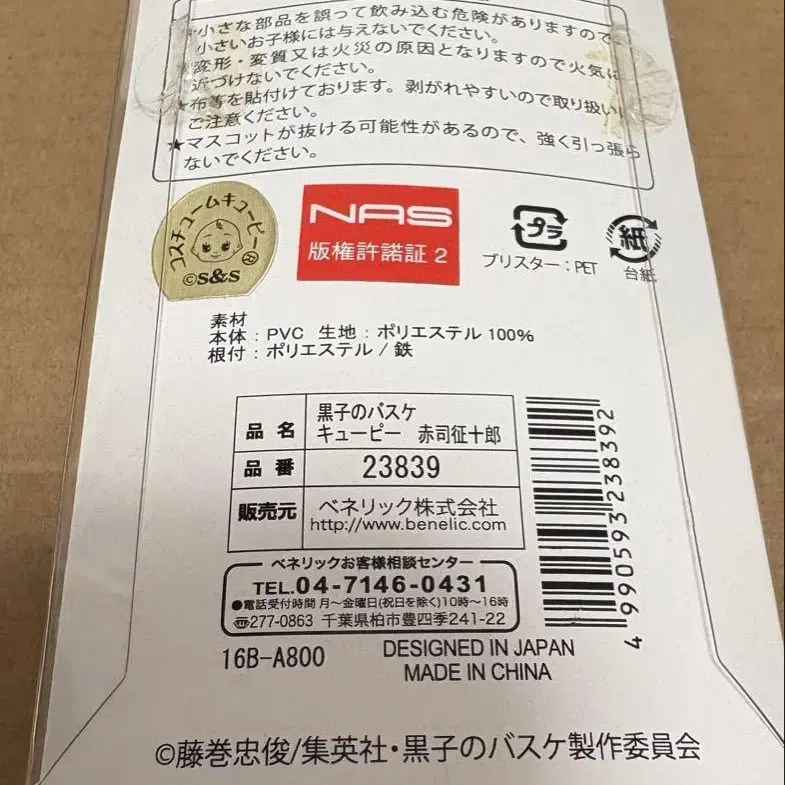 小さな部品を誤って飲み込む危険がありますので、
小さいお子様には与えないでください。
変形・変質又は火災の原因となりますので火気に
近づけないでください。
★布等を貼付けております。剥がれやすいので取り扱い
ご注意ください。
★マスコットが抜ける可能性があるので、強く引っ張ら
ないでください。
コスチュームキューピー®
©S&S
NAS
版権許諾証 2
プラ
ブリスター：PET
紙
台紙
素材
本体：PVC 生地：ポリエステル 100%
根付：ポリエステル / 鉄
品 名
黒子のバスケ
キューピー 赤司征十郎
品 番
23839
販売元
ベネリック株式会社
http://www.benelic.com
ベネリックお客様相談センター
TEL.04-7146-0431
●電話受付時間 月～金曜日(祝日を除く)10時～16時
〠277-0863 千葉県柏市豊四季241-22
4990593238392
16B-A800
DESIGNED IN JAPAN
MADE IN CHINA
©藤巻忠俊/集英社・黒子のバスケ製作委員会